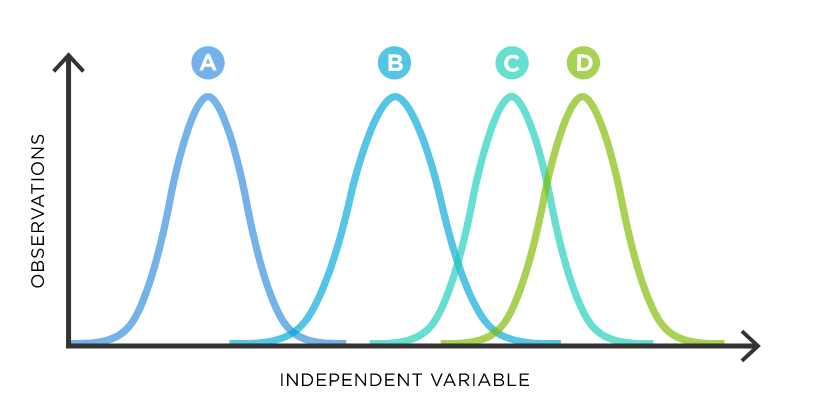 A
B
C
D
OBSERVATIONS
INDEPENDENT VARIABLE